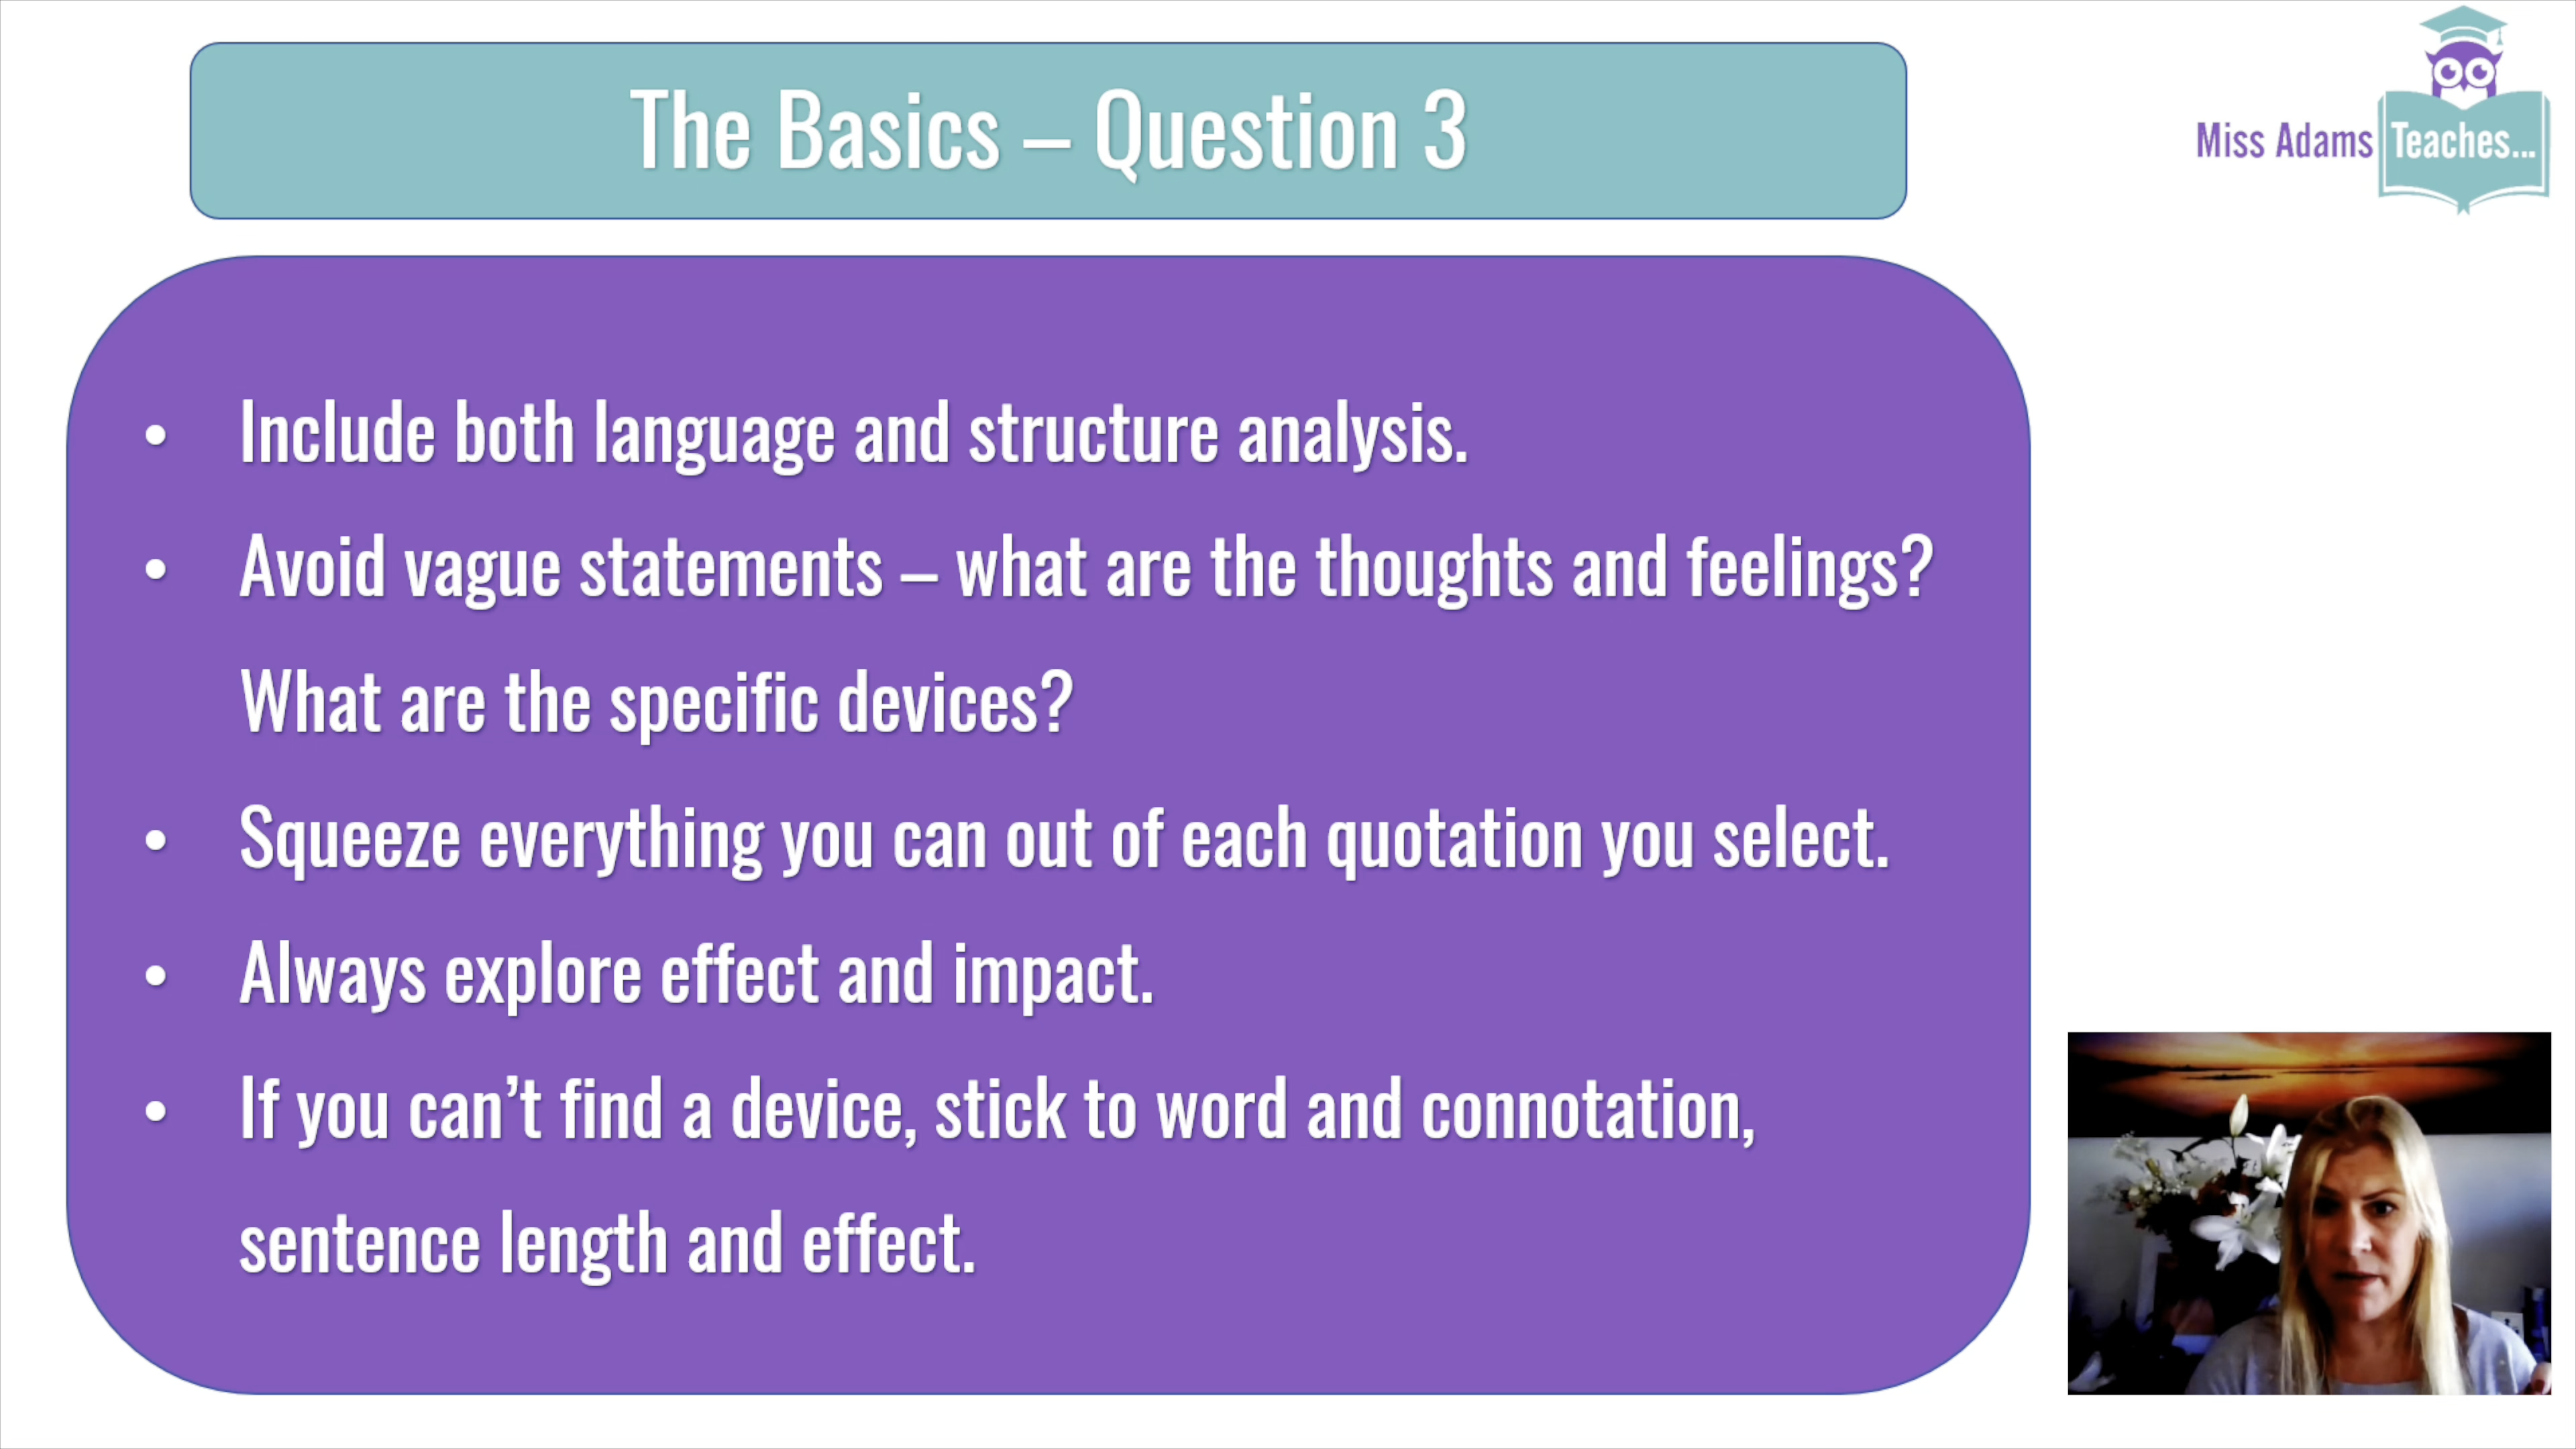 The Basics – Question 3
Miss Adams Teaches...
• Include both language and structure analysis.
• Avoid vague statements – what are the thoughts and feelings?
What are the specific devices?
• Squeeze everything you can out of each quotation you select.
• Always explore effect and impact.
• If you can’t find a device, stick to word and connotation,
sentence length and effect.